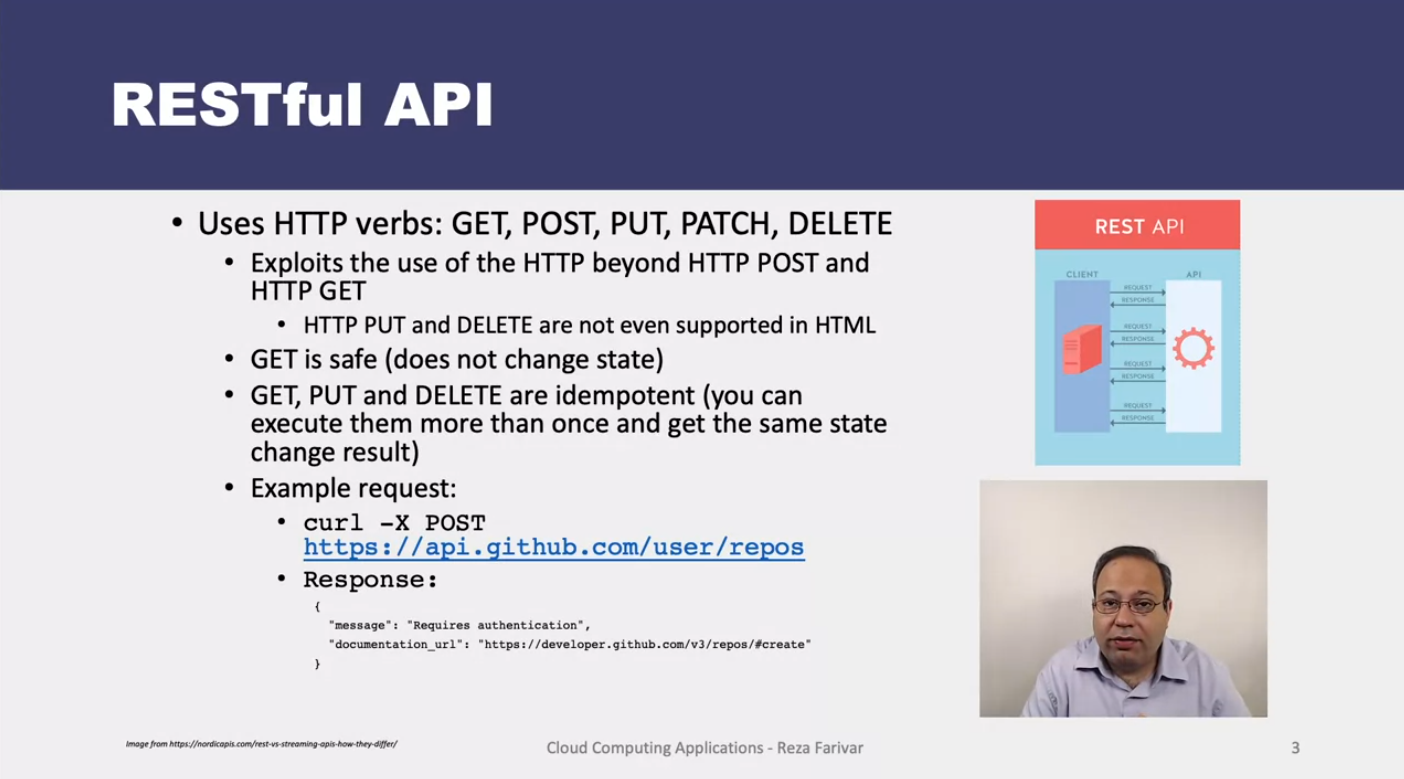 RESTful API
• Uses HTTP verbs: GET, POST, PUT, PATCH, DELETE
• Exploits the use of the HTTP beyond HTTP POST and
HTTP GET
• HTTP PUT and DELETE are not even supported in HTML
• GET is safe (does not change state)
• GET, PUT and DELETE are idempotent (you can
execute them more than once and get the same state
change result)
• Example request:
• curl -X POST
https://api.github.com/user/repos
• Response:
{
"message": "Requires authentication",
"documentation_url": "https://developer.github.com/v3/repos/#create"
}
REST API
CLIENT API
REQUEST
RESPONSE
REQUEST
RESPONSE
REQUEST
RESPONSE
REQUEST
RESPONSE
Image from https://nordicapis.com/rest-vs-streaming-apis-how-they-differ/
Cloud Computing Applications - Reza Farivar
3